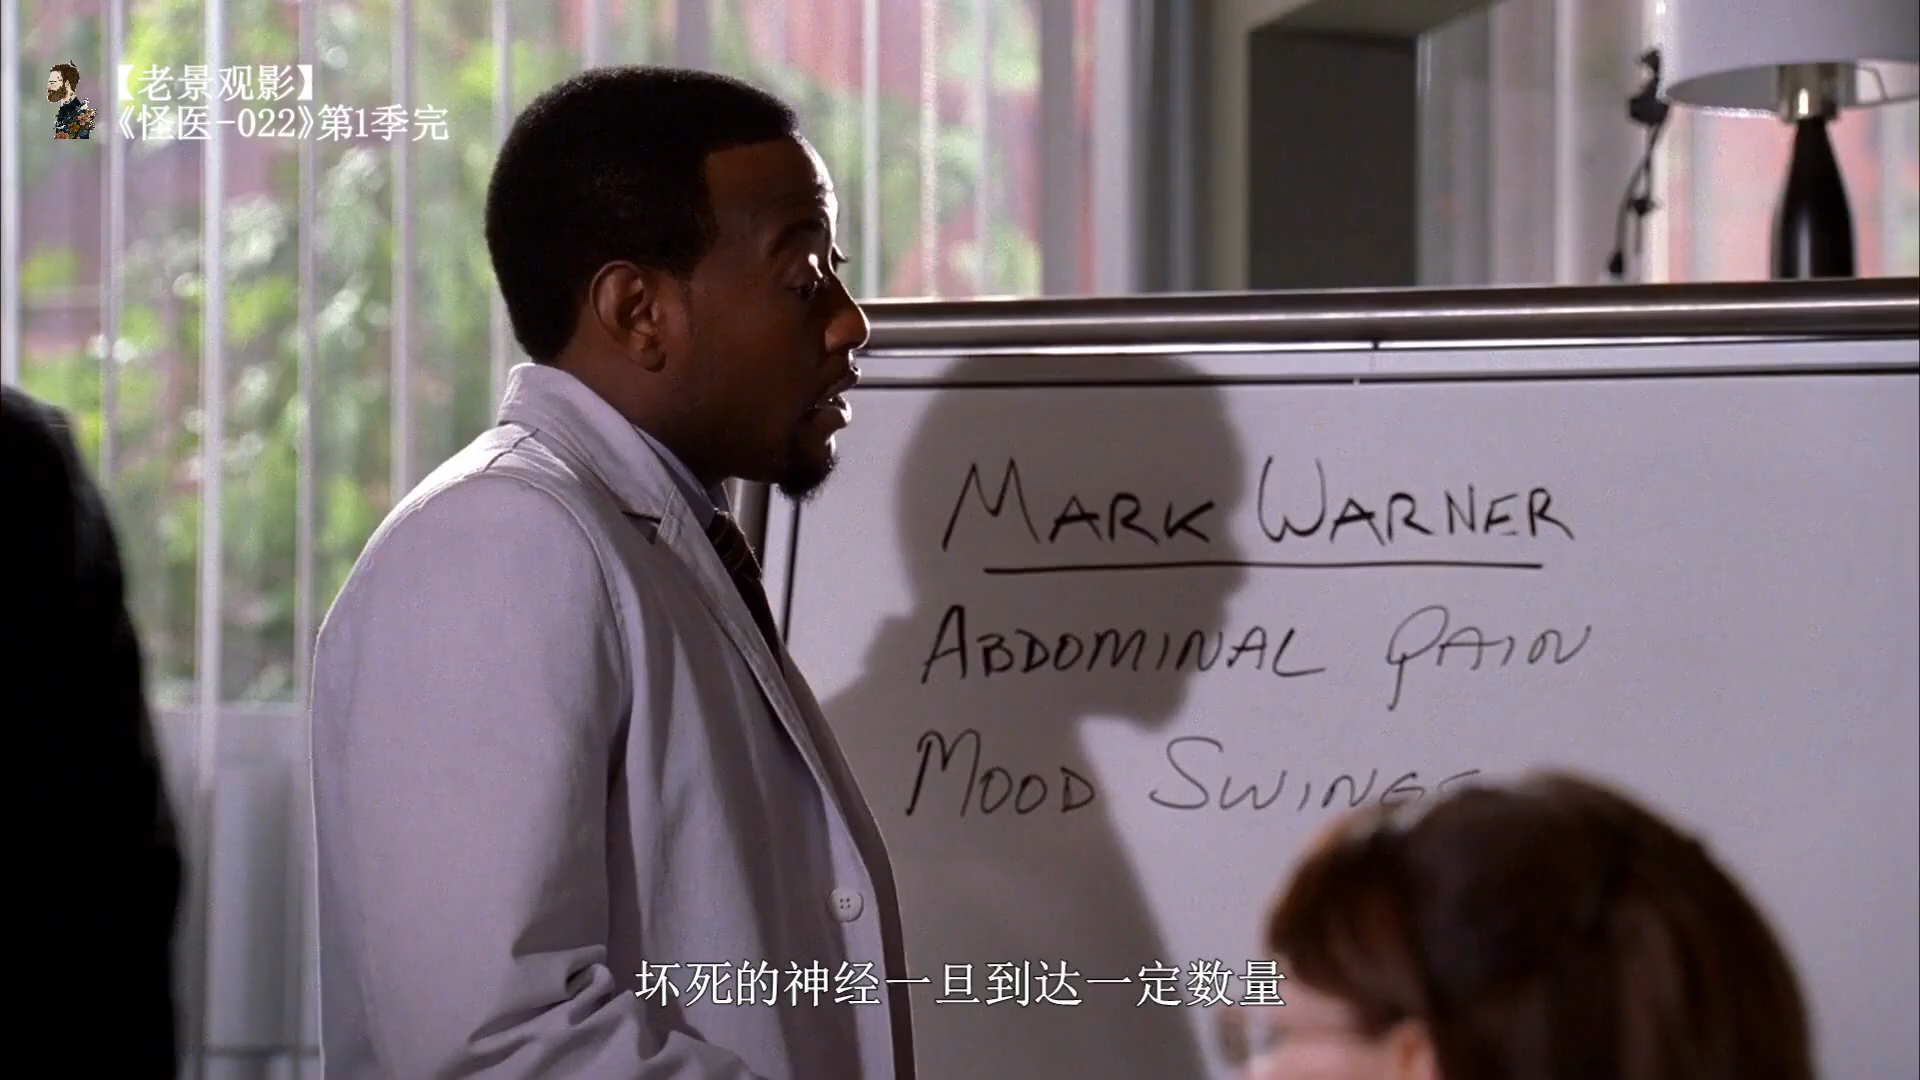 【老景观影】
《怪医-022》第1季完
MARK WARNER
ABDOMINAL PAIN
MOOD SWINGS
坏死的神经一旦到达一定数量